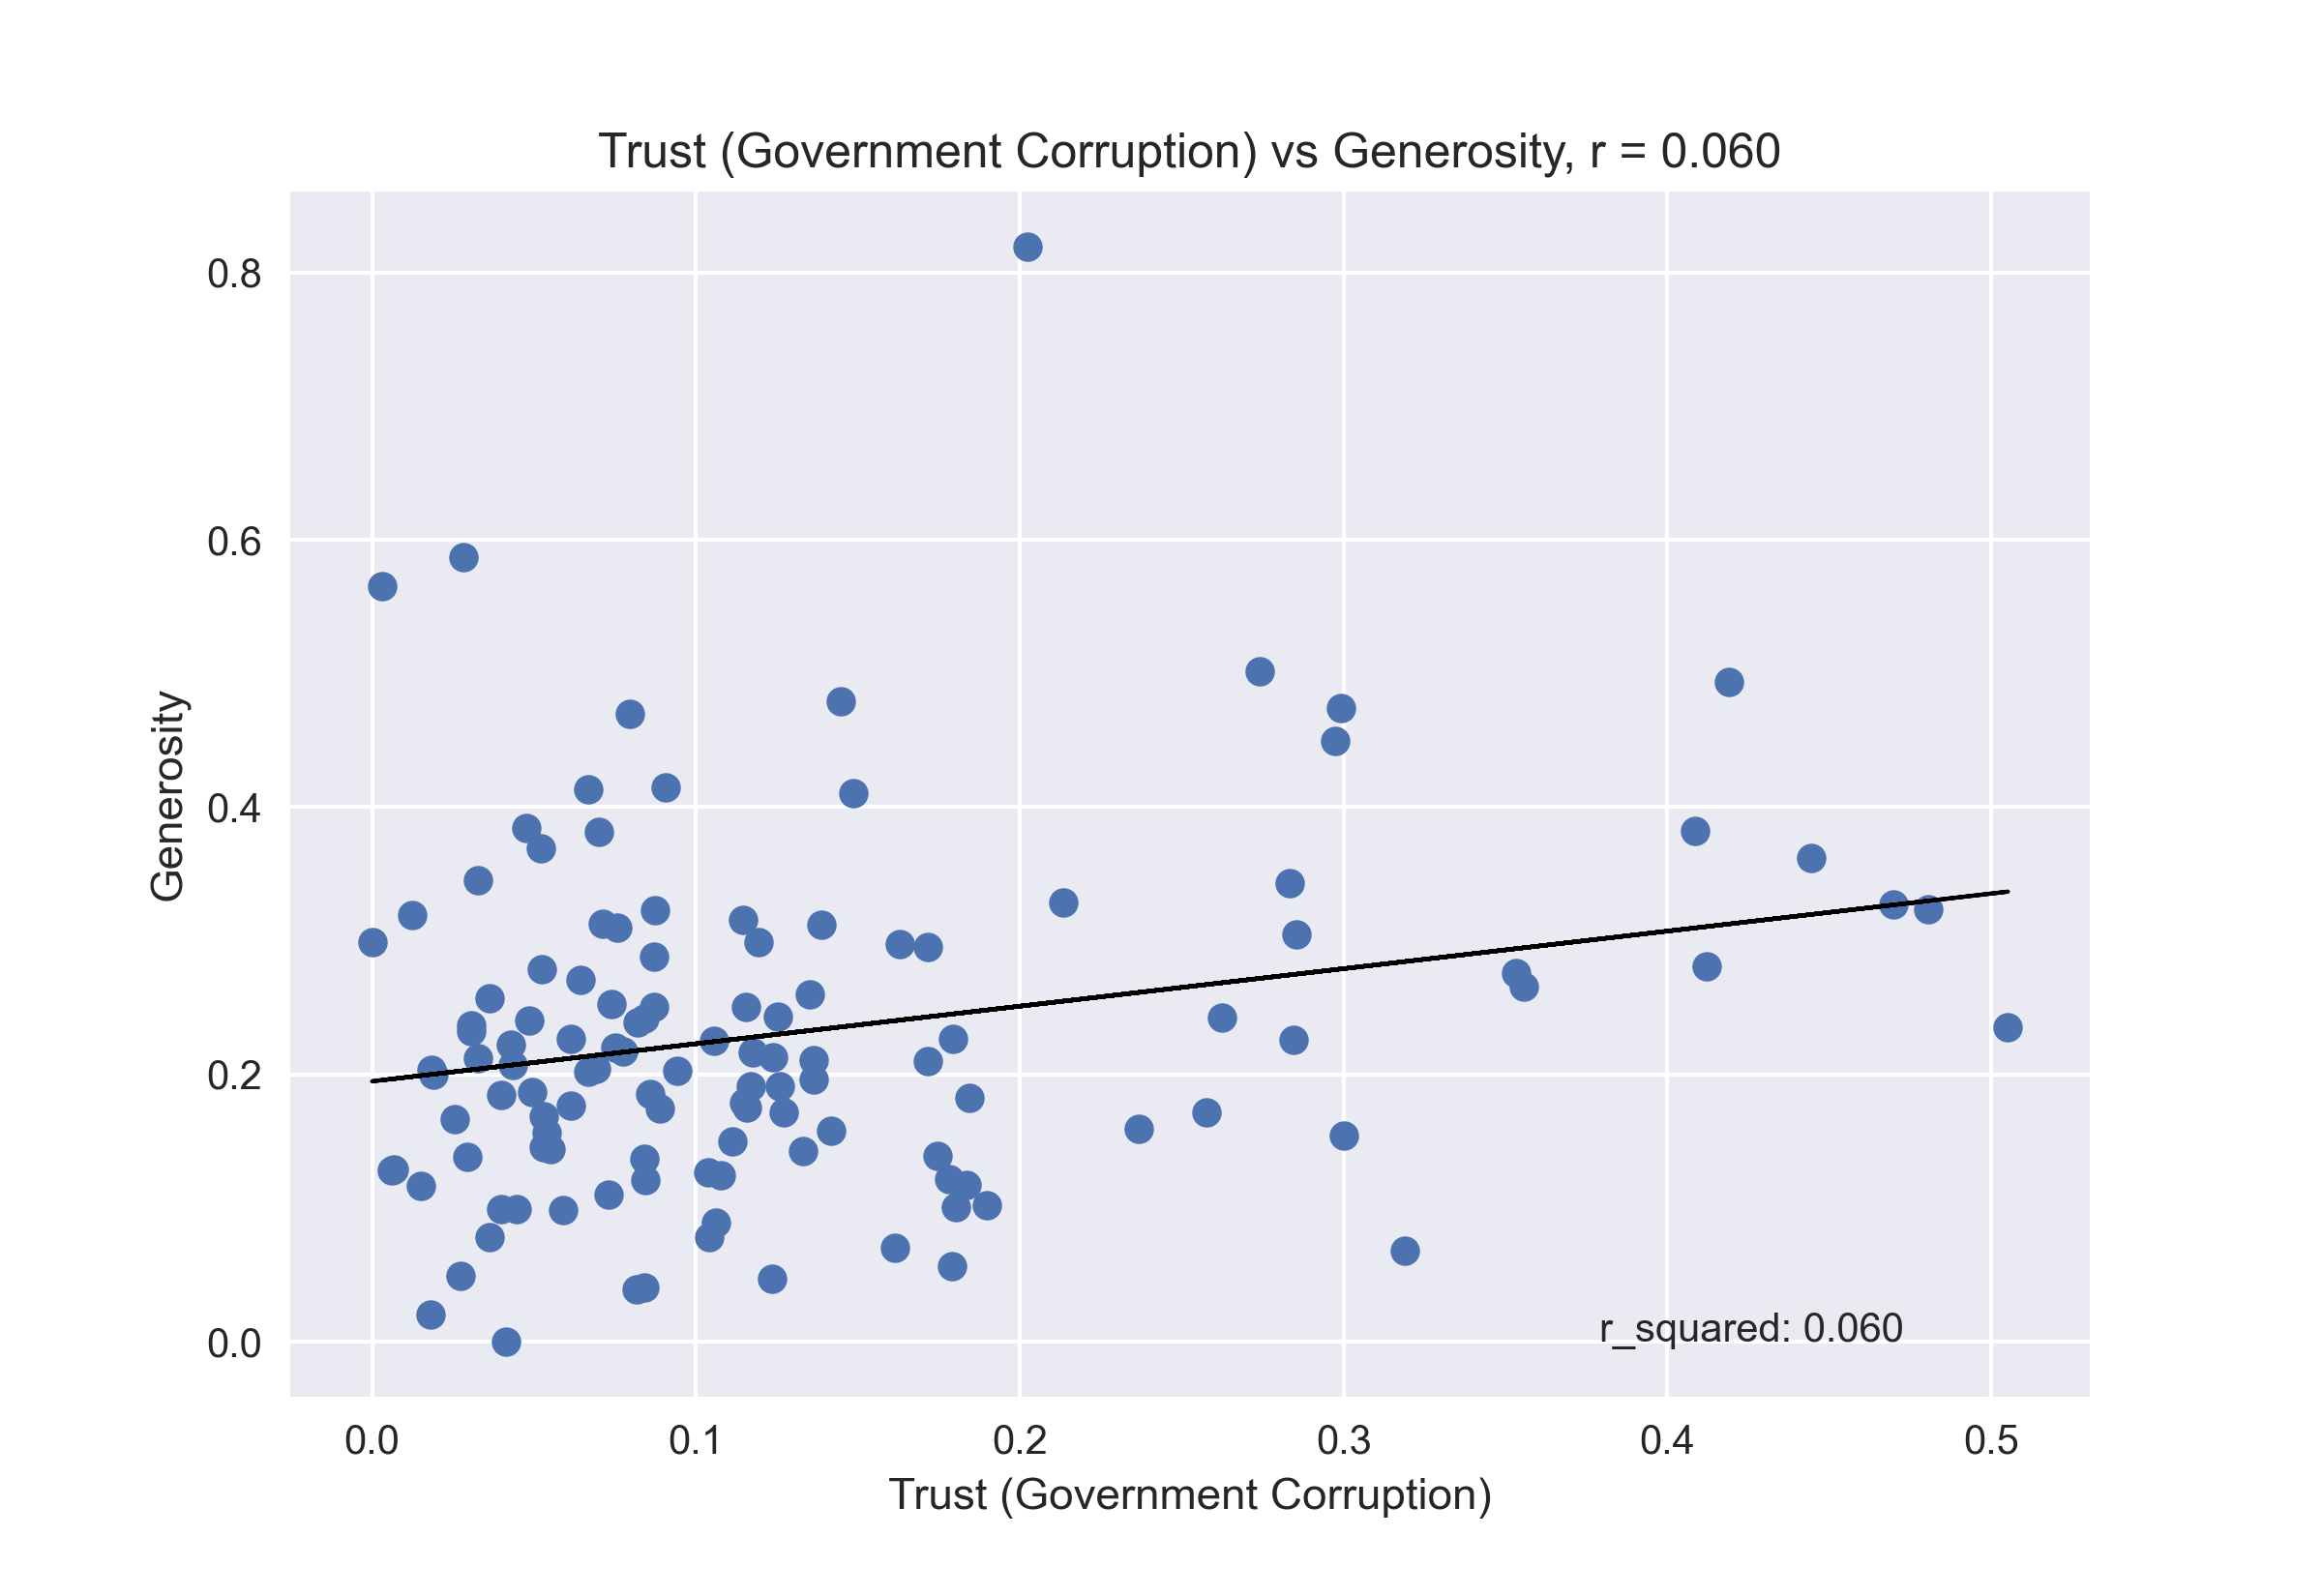 Trust (Government Corruption) vs Generosity, r = 0.060
0.8
0.6
0.4
0.2
0.0
Generosity
r_squared: 0.060
0.0 0.1 0.2 0.3 0.4 0.5
Trust (Government Corruption)